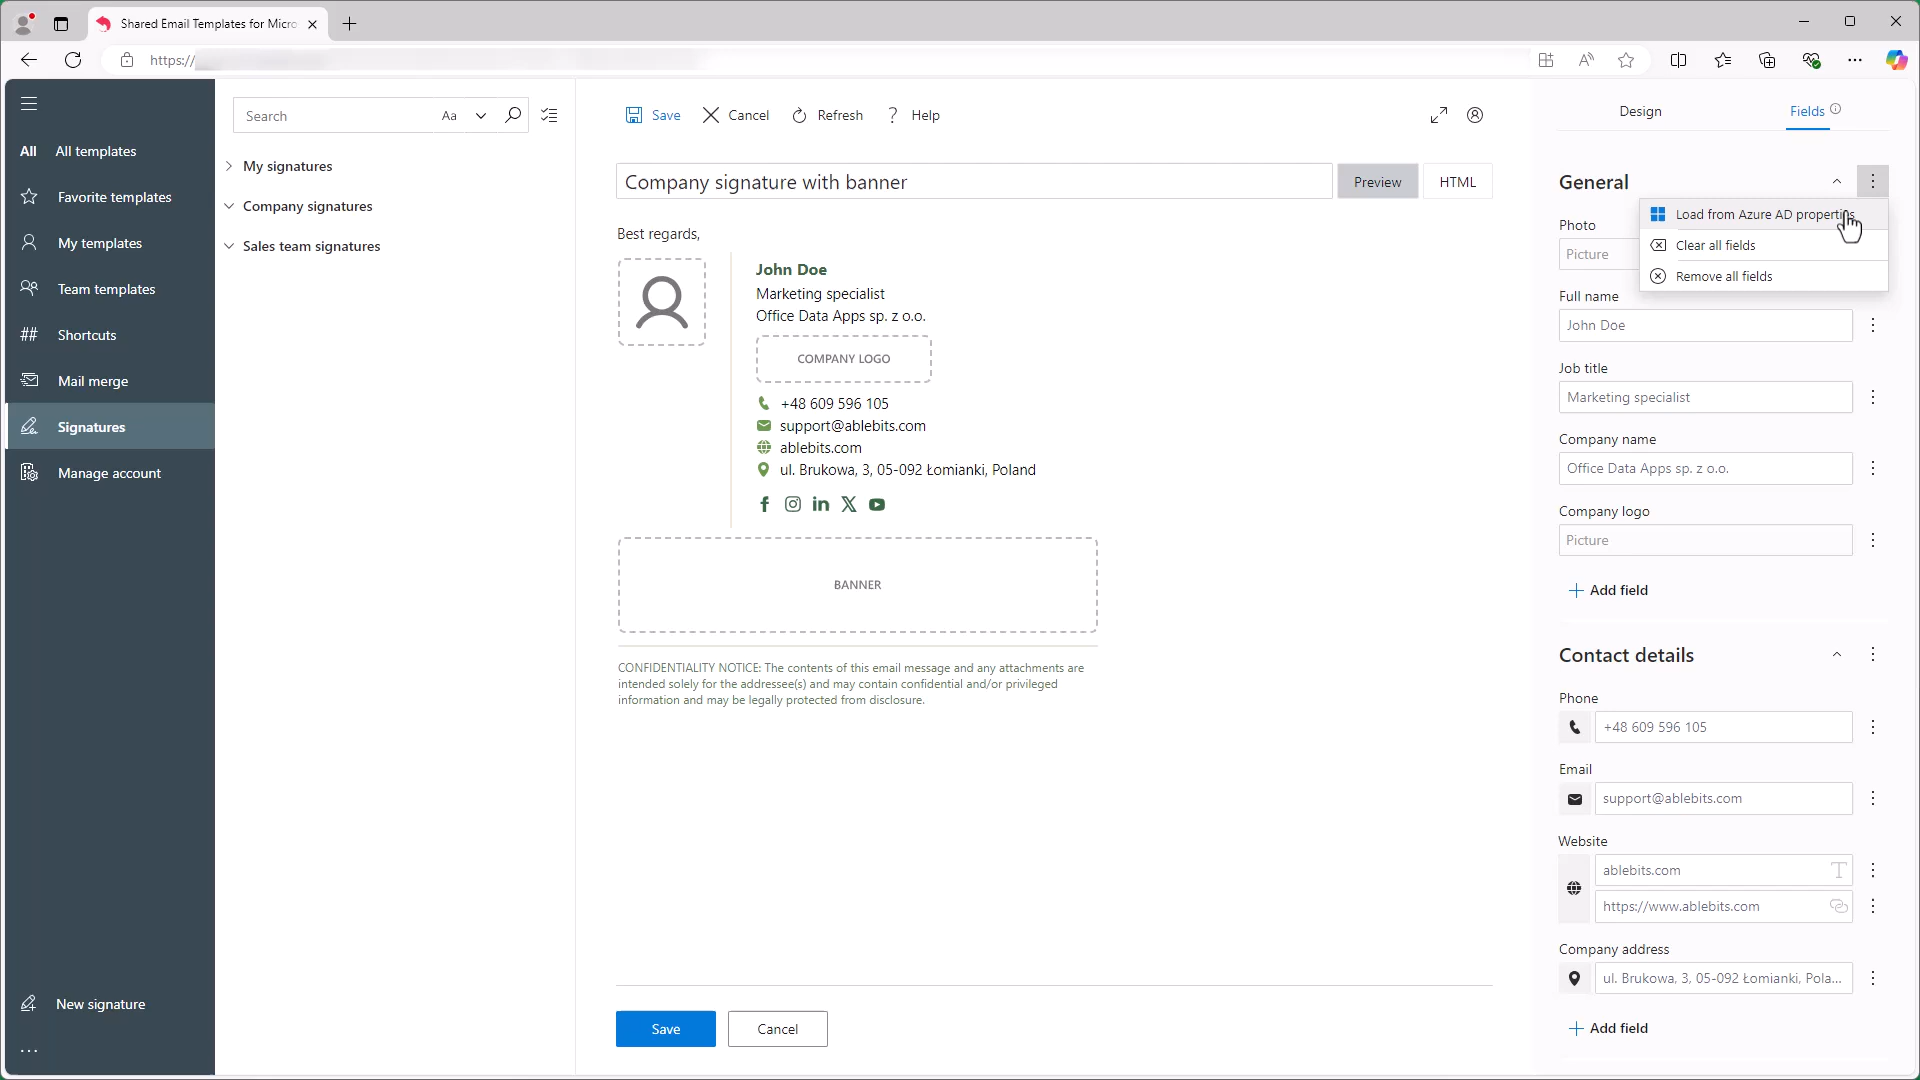 Shared Email Templates for Micro
https://
Search
Aa
All All templates
Favorite templates
My templates
Team templates
## Shortcuts
Mail merge
Signatures
Manage account
New signature
...
My signatures
Company signatures
Sales team signatures
Save Cancel Refresh ? Help
Company signature with banner
Preview HTML
Best regards,
John Doe
Marketing specialist
Office Data Apps sp. z o.o.
COMPANY LOGO
+48 609 596 105
support@ablebits.com
ablebits.com
ul. Brukowa, 3, 05-092 Łomianki, Poland
BANNER
CONFIDENTIALITY NOTICE: The contents of this email message and any attachments are
intended solely for the addressee(s) and may contain confidential and/or privileged
information and may be legally protected from disclosure.
Save Cancel
Design Fields
General
Load from Azure AD properties
Clear all fields
Remove all fields
Photo
Picture
Full name
John Doe
Job title
Marketing specialist
Company name
Office Data Apps sp. z o.o.
Company logo
Picture
Add field
Contact details
Phone
+48 609 596 105
Email
support@ablebits.com
Website
ablebits.com
https://www.ablebits.com
Company address
ul. Brukowa, 3, 05-092 Łomianki, Pola...
Add field